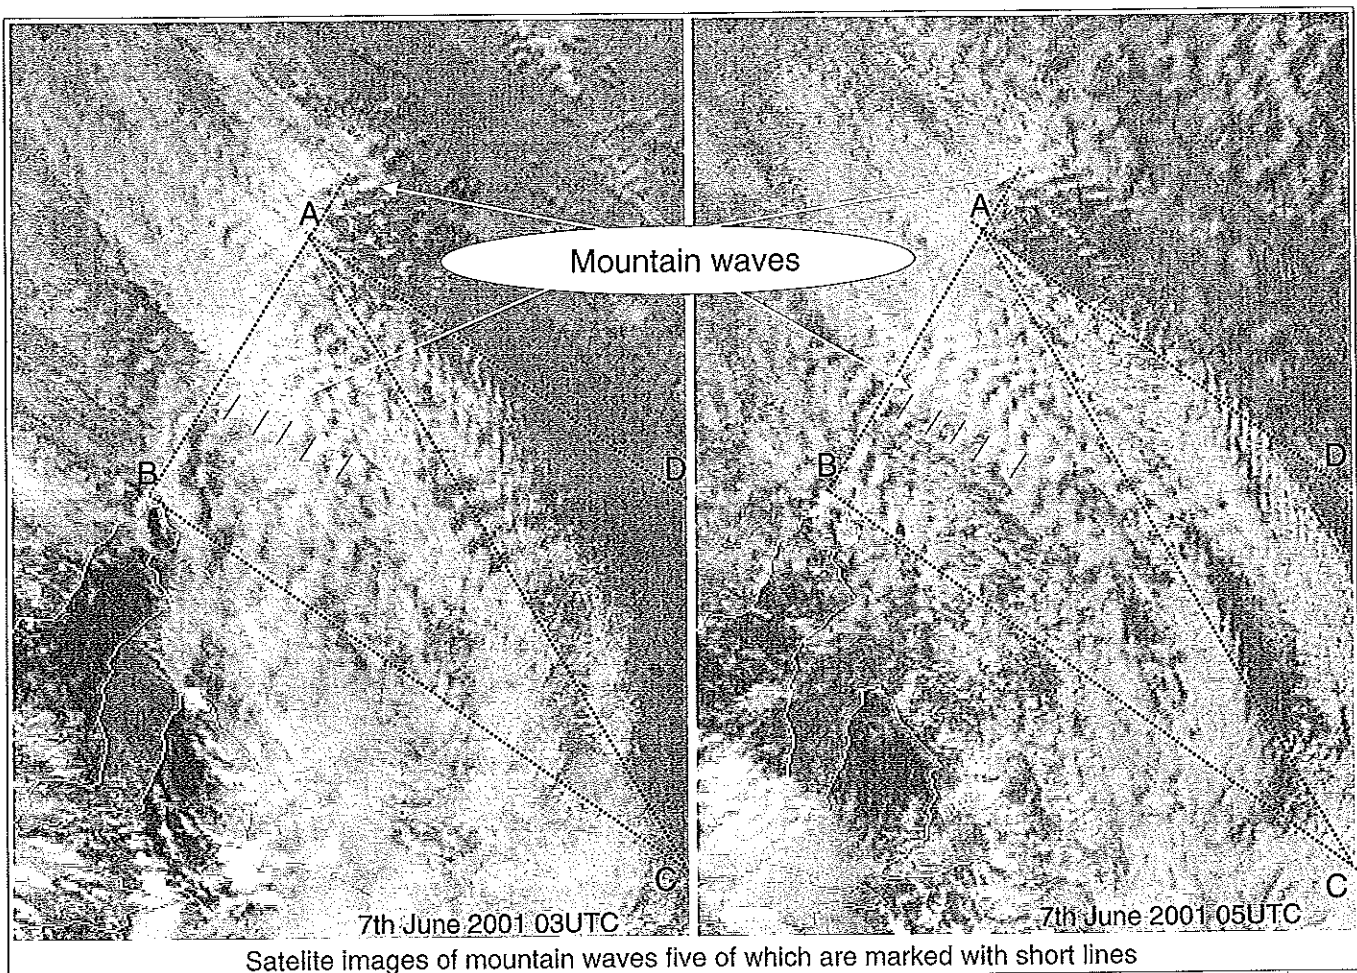 A
A
Mountain waves
B
D
B
D
C
C
7th June 2001 03UTC
7th June 2001 05UTC
Satelite images of mountain waves five of which are marked with short lines